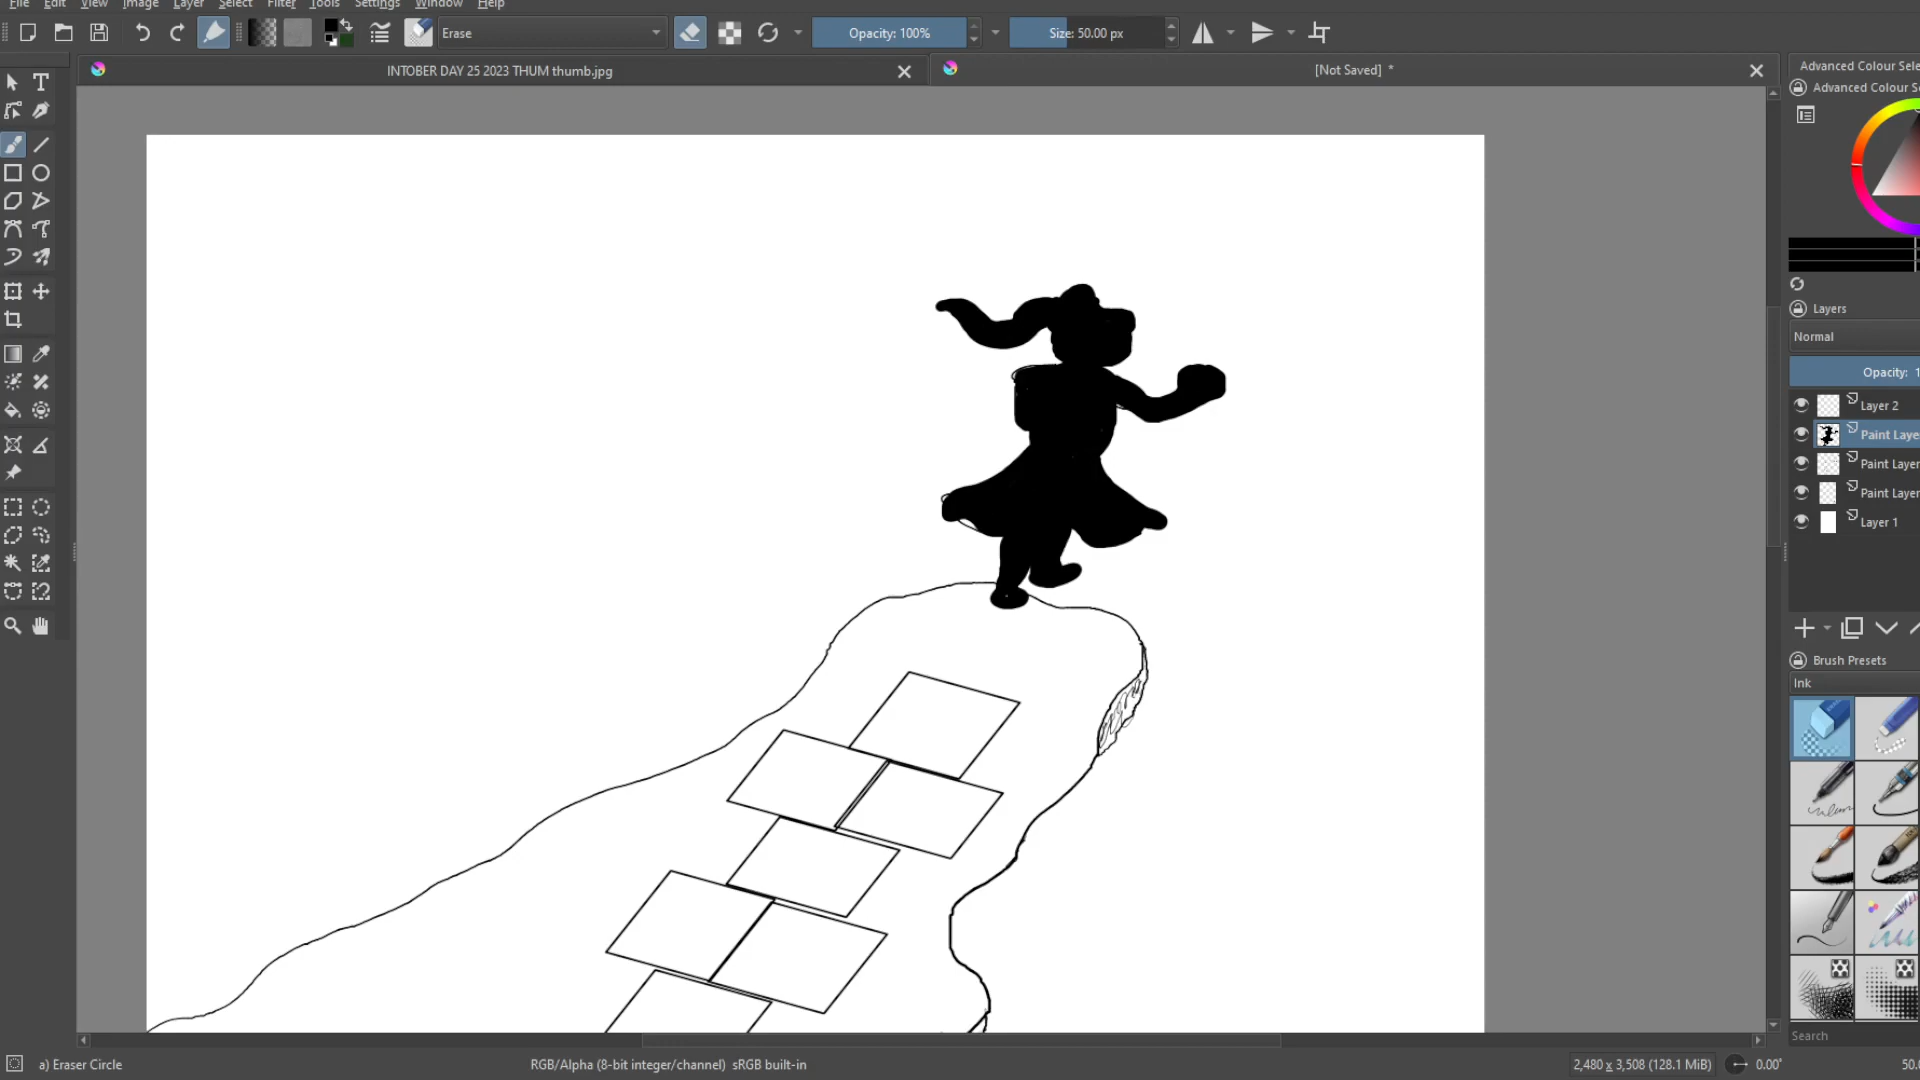 File Edit View Image Layer Select Filter Tools Settings Window Help
Erase
Opacity: 100%
Size: 50.00 px
INTOBER DAY 25 2023 THUM thumb.jpg
[Not Saved] *
Advanced Colour Sele
Advanced Colour S
Layers
Normal
Opacity: 1
Layer 2
Paint Laye
Paint Layer
Paint Layer
Layer 1
Brush Presets
Ink
Search
a) Eraser Circle
RGB/Alpha (8-bit integer/channel) sRGB built-in
2,480 x 3,508 (128.1 MiB)
0.00°
50.0